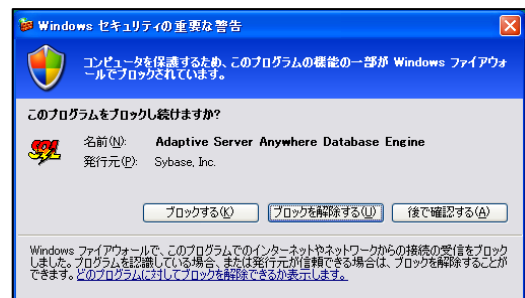 Windows セキュリティの重要な警告
コンピュータを保護するため、このプログラムの機能の一部が Windows ファイアウォ
ールでブロックされています。
このプログラムをブロックし続けますか?
名前(N): Adaptive Server Anywhere Database Engine
発行元(P): Sybase, Inc.
ブロックする(K) ブロックを解除する(U) 後で確認する(A)
Windows ファイアウォールで、このプログラムでのインターネットやネットワークからの接続の受信をブロック
しました。プログラムを認識している場合、または発行元が信頼できる場合は、ブロックを解除することが
できます。どのプログラムに対してブロックを解除できるか表示します。